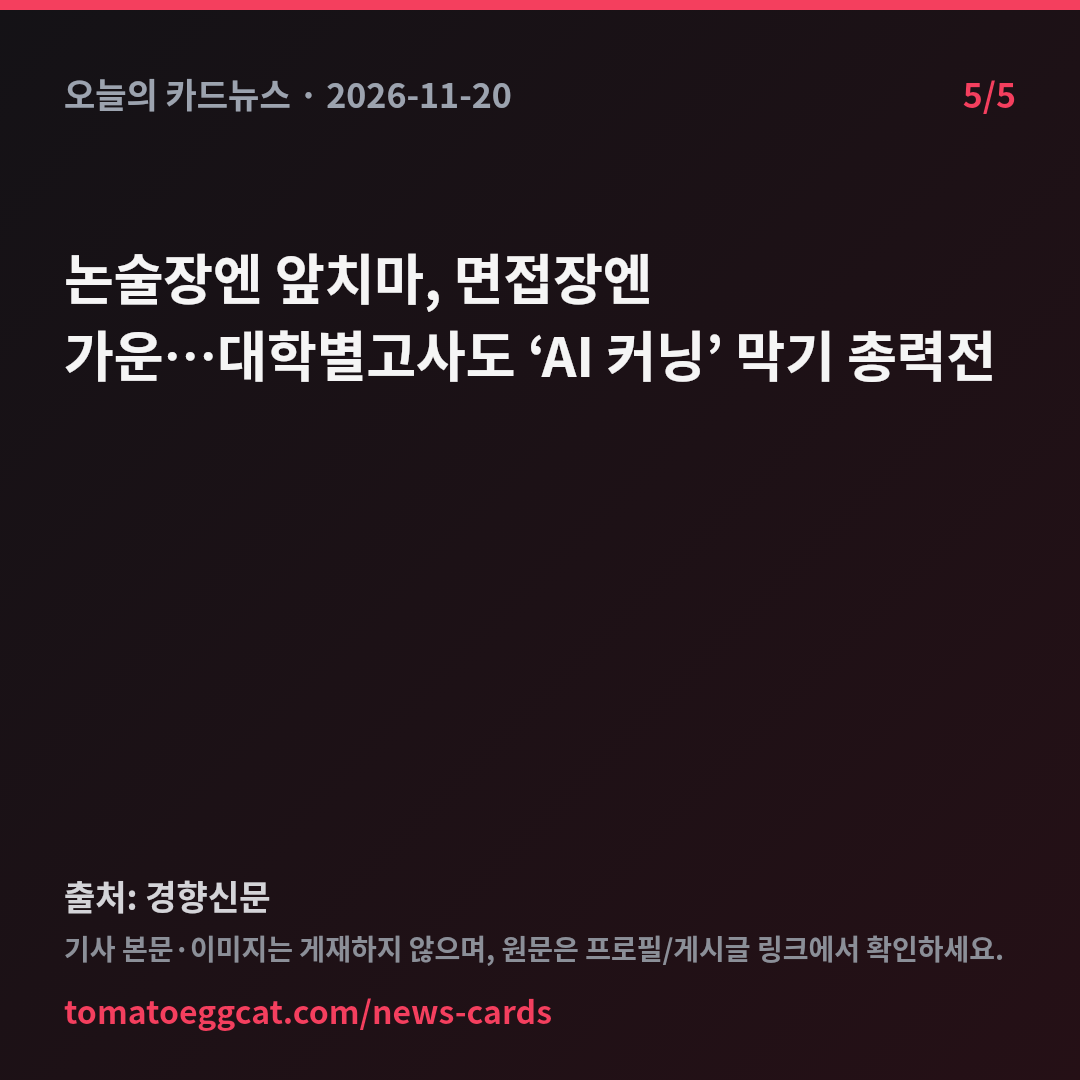 오늘의 카드뉴스 · 2026-11-20
5/5
논술장엔 앞치마, 면접장엔
가운…대학별고사도 ‘AI 커닝’ 막기 총력전
출처: 경향신문
기사 본문·이미지는 게재하지 않으며, 원문은 프로필/게시글 링크에서 확인하세요.
tomatoeggcat.com/news-cards